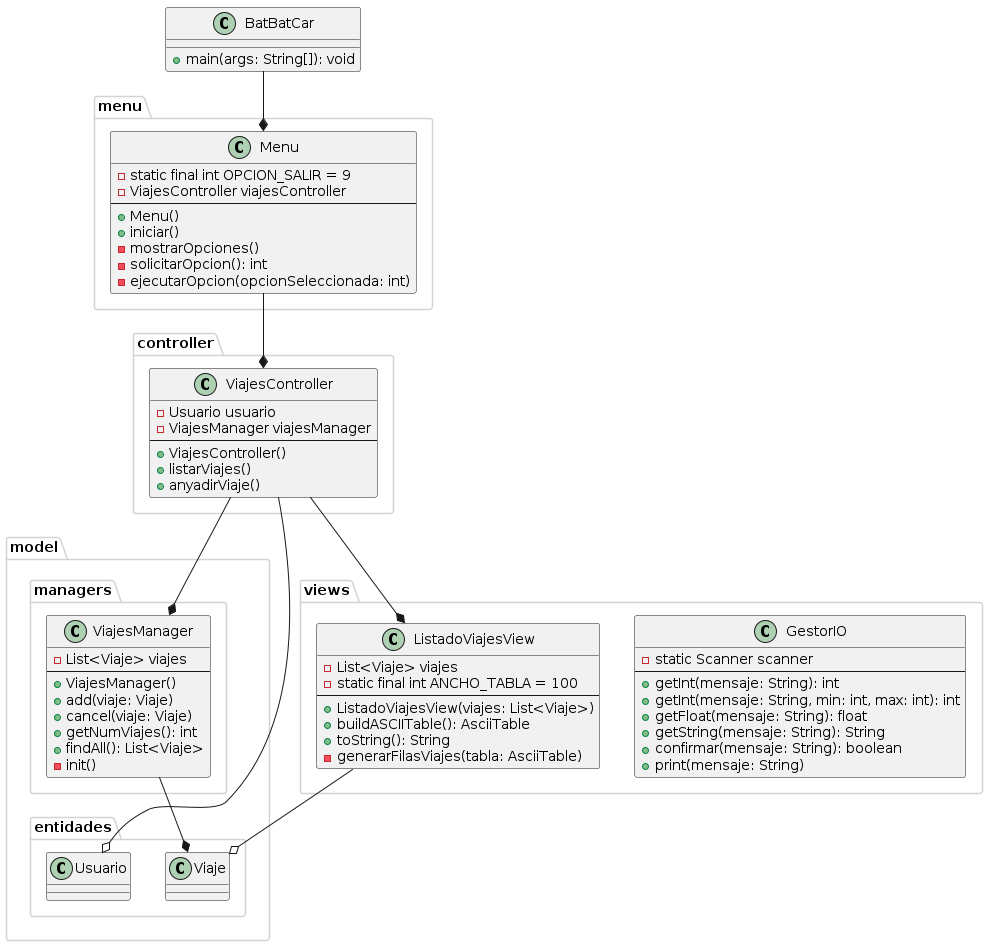 C BatBatCar
main(args: String[]): void
menu
C Menu
static final int OPCION_SALIR = 9
ViajesController viajesController
Menu()
iniciar()
mostrarOpciones()
solicitarOpcion(): int
ejecutarOpcion(opcionSeleccionada: int)
controller
C ViajesController
Usuario usuario
ViajesManager viajesManager
ViajesController()
listarViajes()
anyadirViaje()
model
managers
C ViajesManager
List<Viaje> viajes
ViajesManager()
add(viaje: Viaje)
cancel(viaje: Viaje)
getNumViajes(): int
findAll(): List<Viaje>
init()
views
C ListadoViajesView
List<Viaje> viajes
static final int ANCHO_TABLA = 100
ListadoViajesView(viajes: List<Viaje>)
buildASCIITable(): AsciiTable
toString(): String
generarFilasViajes(tabla: AsciiTable)
C GestorIO
static Scanner scanner
getInt(mensaje: String): int
getInt(mensaje: String, min: int, max: int): int
getFloat(mensaje: String): float
getString(mensaje: String): String
confirmar(mensaje: String): boolean
print(mensaje: String)
entidades
C Usuario
C Viaje